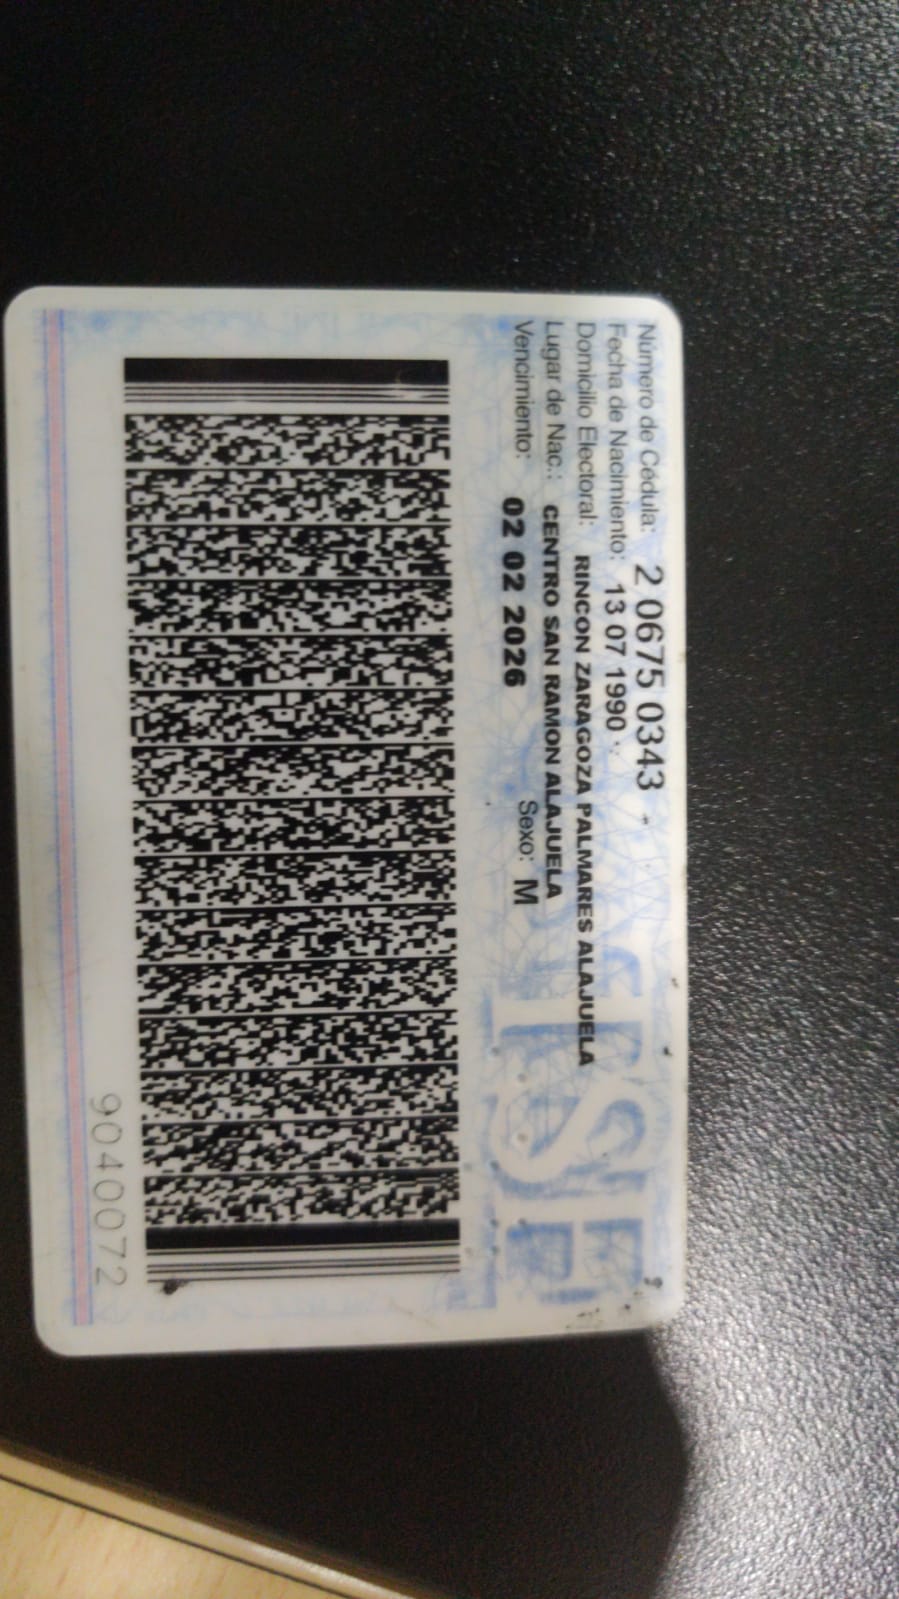 Número de Cédula: 2 0675 0343
Fecha de Nacimiento: 13 07 1990
Domicilio Electoral: RINCON ZARAGOZA PALMARES ALAJUELA
Lugar de Nac.: CENTRO SAN RAMON ALAJUELA
Vencimiento: 02 02 2026 Sexo: M
TSE
9040072